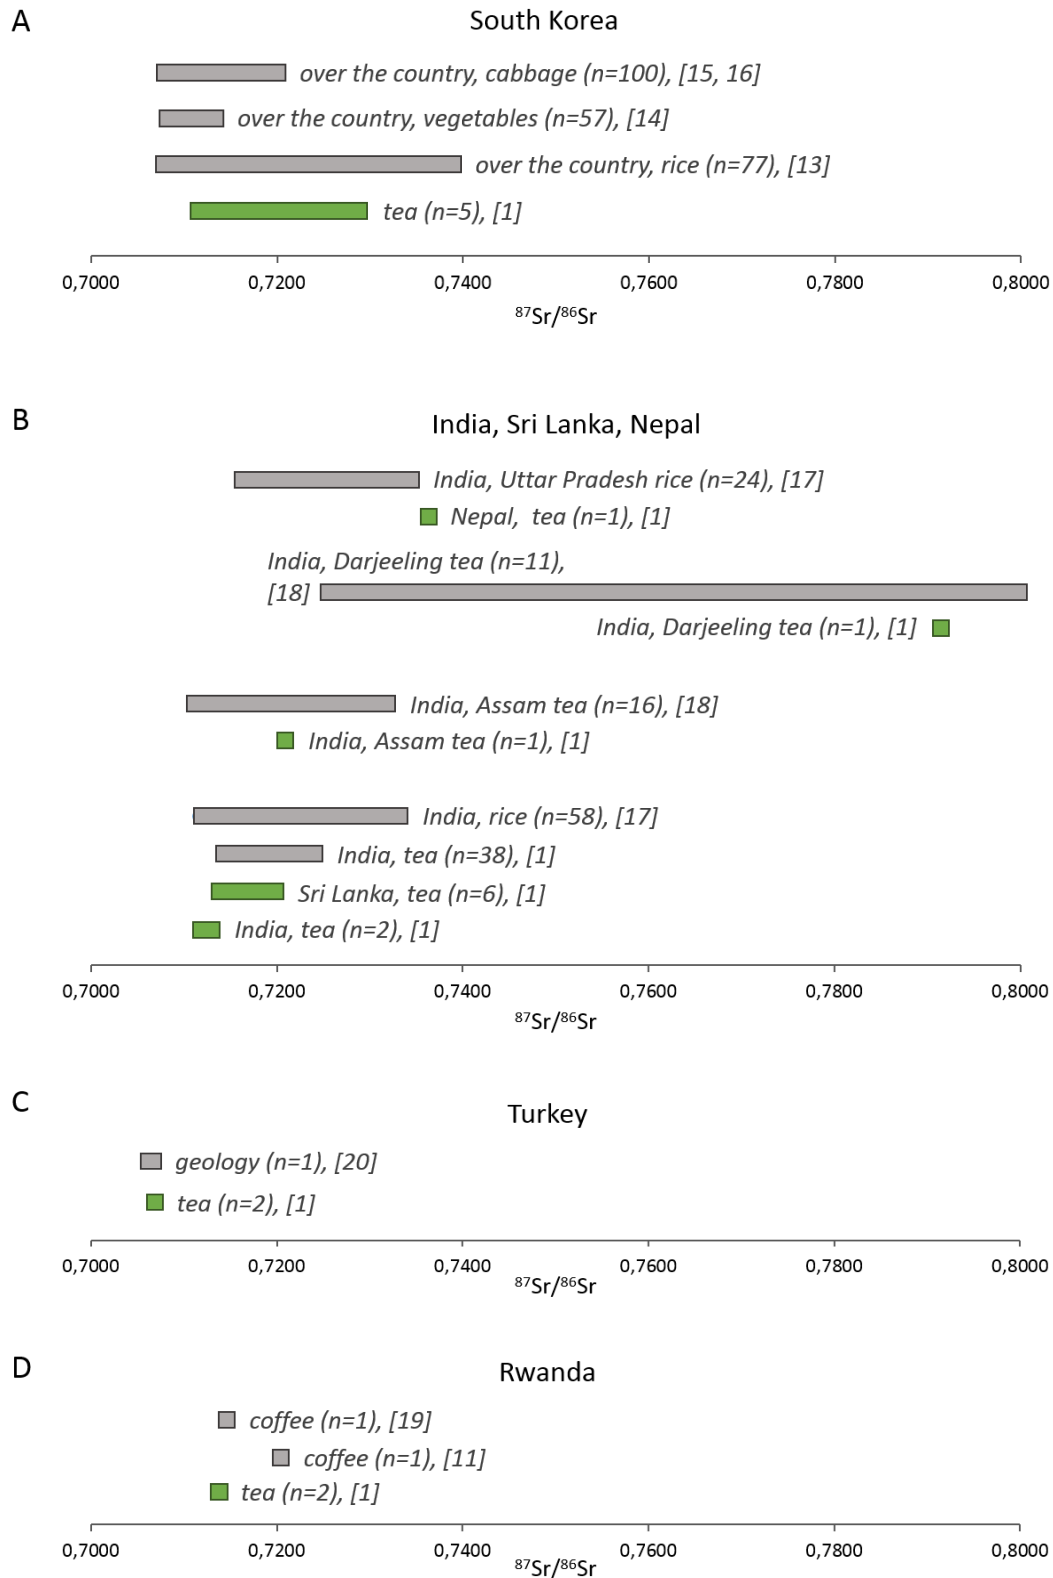 A
South Korea
over the country, cabbage (n=100), [15, 16]
over the country, vegetables (n=57), [14]
over the country, rice (n=77), [13]
tea (n=5), [1]
0,7000 0,7200 0,7400 0,7600 0,7800 0,8000
⁸⁷Sr/⁸⁶Sr
B
India, Sri Lanka, Nepal
India, Uttar Pradesh rice (n=24), [17]
Nepal, tea (n=1), [1]
India, Darjeeling tea (n=11),
[18]
India, Darjeeling tea (n=1), [1]
India, Assam tea (n=16), [18]
India, Assam tea (n=1), [1]
India, rice (n=58), [17]
India, tea (n=38), [1]
Sri Lanka, tea (n=6), [1]
India, tea (n=2), [1]
0,7000 0,7200 0,7400 0,7600 0,7800 0,8000
⁸⁷Sr/⁸⁶Sr
C
Turkey
geology (n=1), [20]
tea (n=2), [1]
0,7000 0,7200 0,7400 0,7600 0,7800 0,8000
⁸⁷Sr/⁸⁶Sr
D
Rwanda
coffee (n=1), [19]
coffee (n=1), [11]
tea (n=2), [1]
0,7000 0,7200 0,7400 0,7600 0,7800 0,8000
⁸⁷Sr/⁸⁶Sr